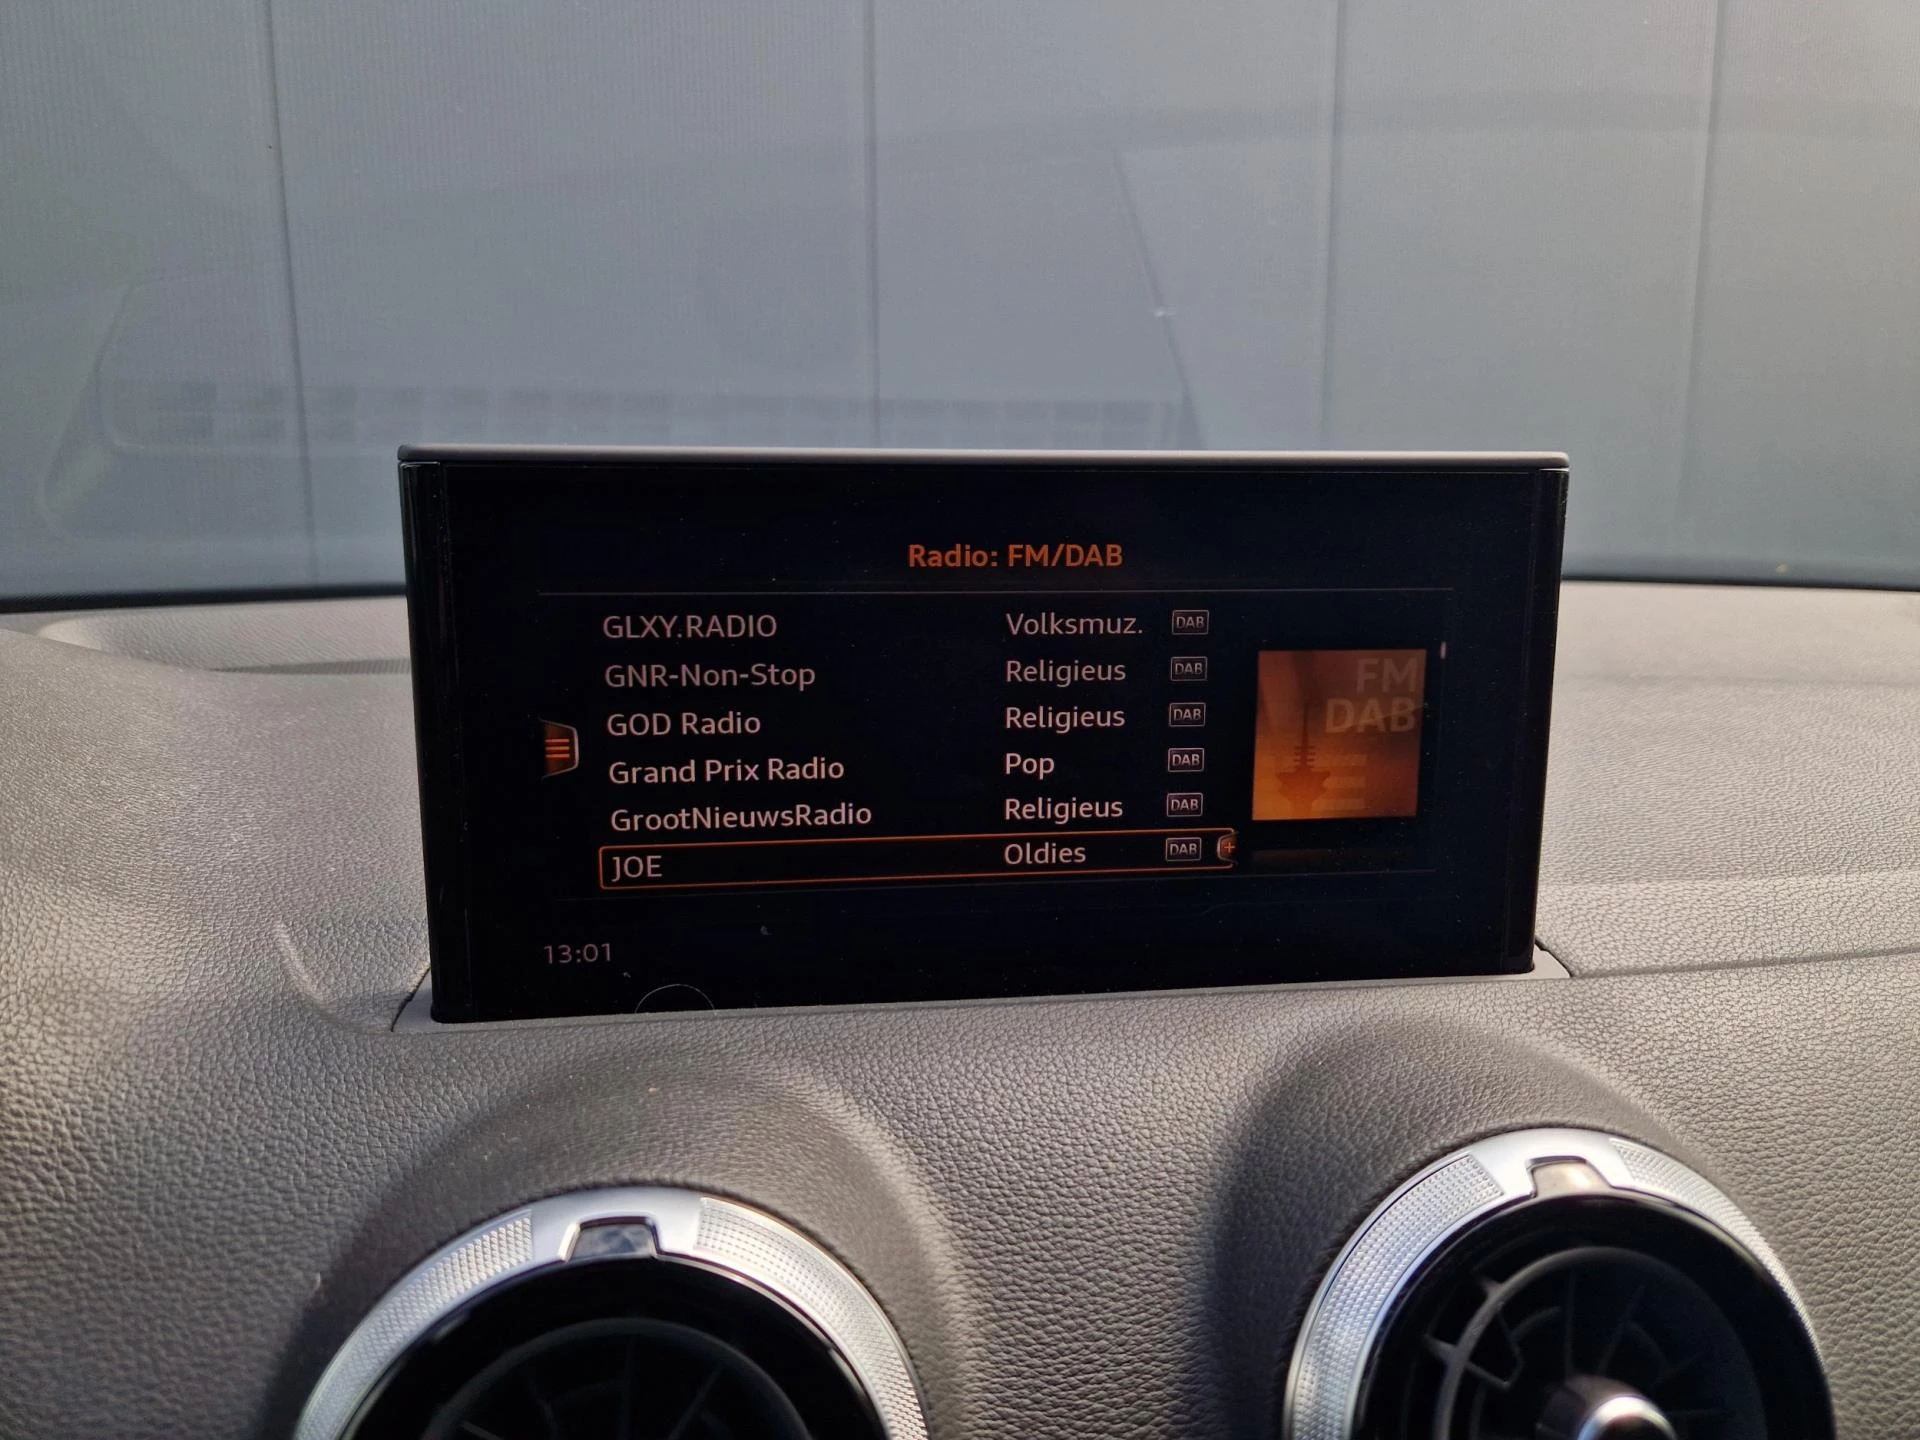 Radio: FM/DAB
GLXY.RADIO Volksmuz. DAB
GNR-Non-Stop Religieus DAB
GOD Radio Religieus DAB
Grand Prix Radio Pop DAB
GrootNieuwsRadio Religieus DAB
JOE Oldies DAB +
FM
DAB
13:01